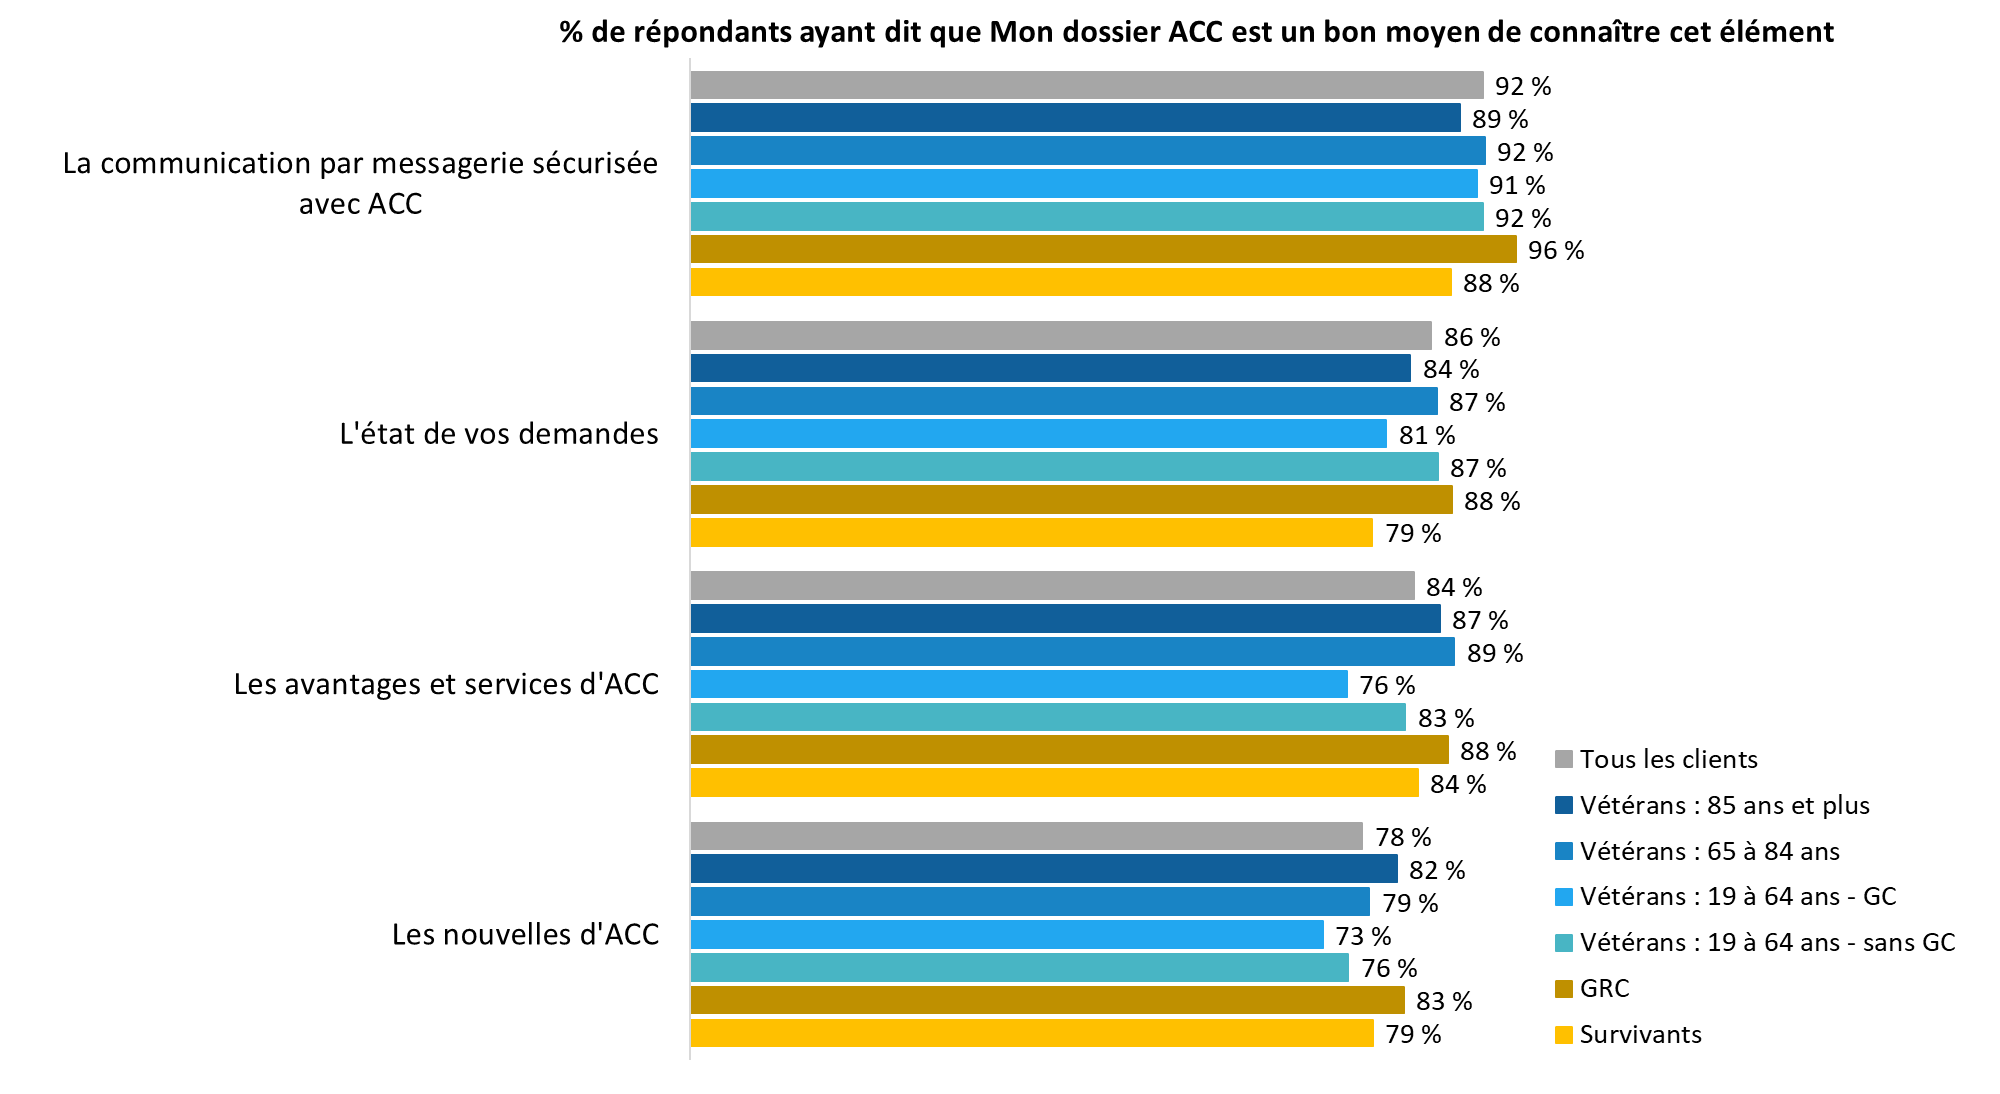 % de répondants ayant dit que Mon dossier ACC est un bon moyen de connaître cet élément
La communication par messagerie sécurisée
avec ACC
92 %
89 %
92 %
91 %
92 %
96 %
88 %
L'état de vos demandes
86 %
84 %
87 %
81 %
87 %
88 %
79 %
Les avantages et services d'ACC
84 %
87 %
89 %
76 %
83 %
88 %
84 %
Les nouvelles d'ACC
78 %
82 %
79 %
73 %
76 %
83 %
79 %
Tous les clients
Vétérans : 85 ans et plus
Vétérans : 65 à 84 ans
Vétérans : 19 à 64 ans - GC
Vétérans : 19 à 64 ans - sans GC
GRC
Survivants